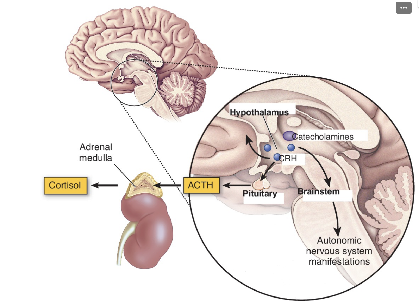 Hypothalamus
Catecholamines
CRH
Adrenal
medulla
Cortisol
ACTH
Pituitary
Brainstem
Autonomic
nervous system
manifestations